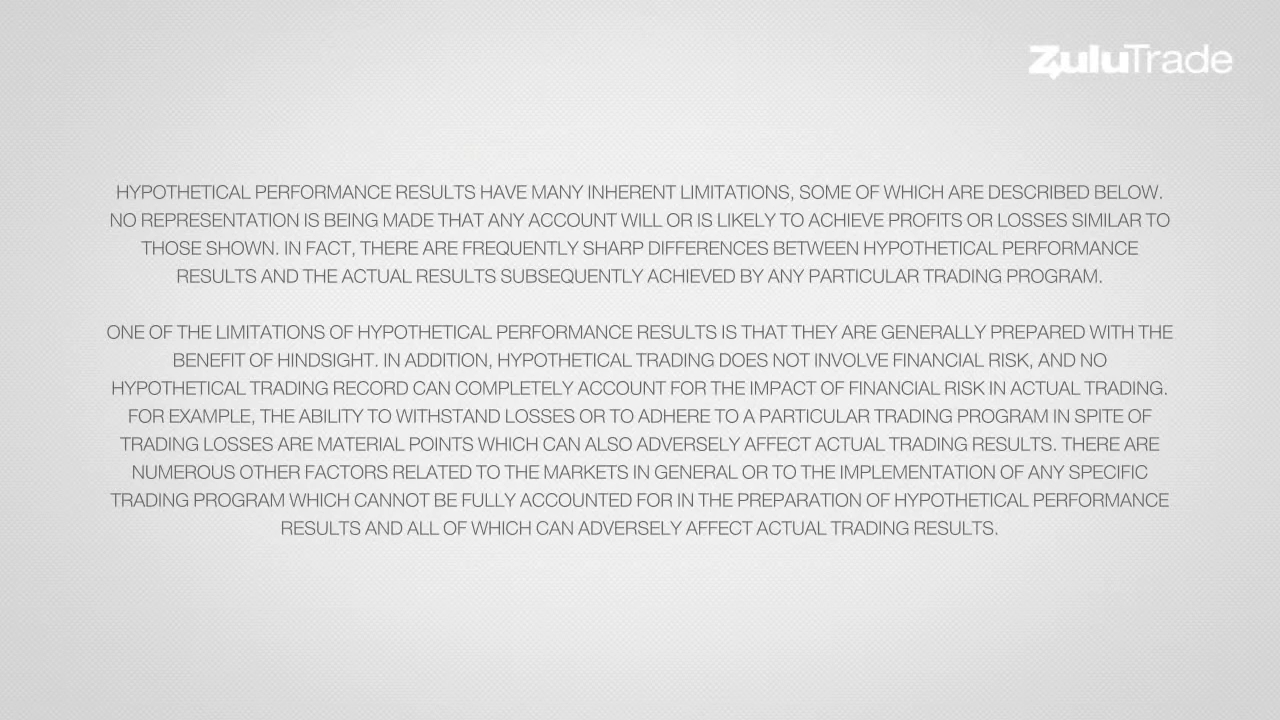 ZuluTrade
HYPOTHETICAL PERFORMANCE RESULTS HAVE MANY INHERENT LIMITATIONS, SOME OF WHICH ARE DESCRIBED BELOW.
NO REPRESENTATION IS BEING MADE THAT ANY ACCOUNT WILL OR IS LIKELY TO ACHIEVE PROFITS OR LOSSES SIMILAR TO
THOSE SHOWN. IN FACT, THERE ARE FREQUENTLY SHARP DIFFERENCES BETWEEN HYPOTHETICAL PERFORMANCE
RESULTS AND THE ACTUAL RESULTS SUBSEQUENTLY ACHIEVED BY ANY PARTICULAR TRADING PROGRAM.
ONE OF THE LIMITATIONS OF HYPOTHETICAL PERFORMANCE RESULTS IS THAT THEY ARE GENERALLY PREPARED WITH THE
BENEFIT OF HINDSIGHT. IN ADDITION, HYPOTHETICAL TRADING DOES NOT INVOLVE FINANCIAL RISK, AND NO
HYPOTHETICAL TRADING RECORD CAN COMPLETELY ACCOUNT FOR THE IMPACT OF FINANCIAL RISK IN ACTUAL TRADING.
FOR EXAMPLE, THE ABILITY TO WITHSTAND LOSSES OR TO ADHERE TO A PARTICULAR TRADING PROGRAM IN SPITE OF
TRADING LOSSES ARE MATERIAL POINTS WHICH CAN ALSO ADVERSELY AFFECT ACTUAL TRADING RESULTS. THERE ARE
NUMEROUS OTHER FACTORS RELATED TO THE MARKETS IN GENERAL OR TO THE IMPLEMENTATION OF ANY SPECIFIC
TRADING PROGRAM WHICH CANNOT BE FULLY ACCOUNTED FOR IN THE PREPARATION OF HYPOTHETICAL PERFORMANCE
RESULTS AND ALL OF WHICH CAN ADVERSELY AFFECT ACTUAL TRADING RESULTS.